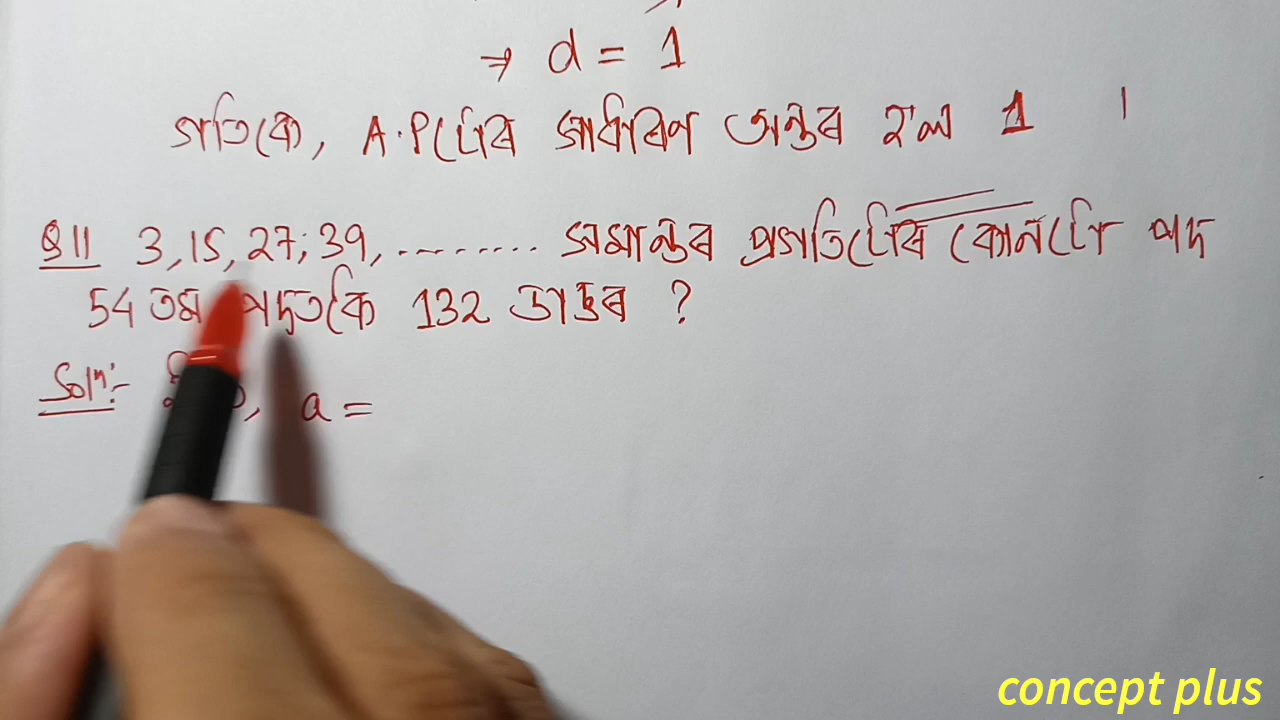 → d = 1
গতিকে, A.P টোৰ সাধাৰণ অন্তৰ হ'ল 1 ।
Q11 3, 15, 27, 39, ........ সমান্তৰ প্ৰগতিটোৰ কোনটো পদ
54 তম পদতকৈ 132 ডাঙৰ ?
Solⁿ:- a =
concept plus